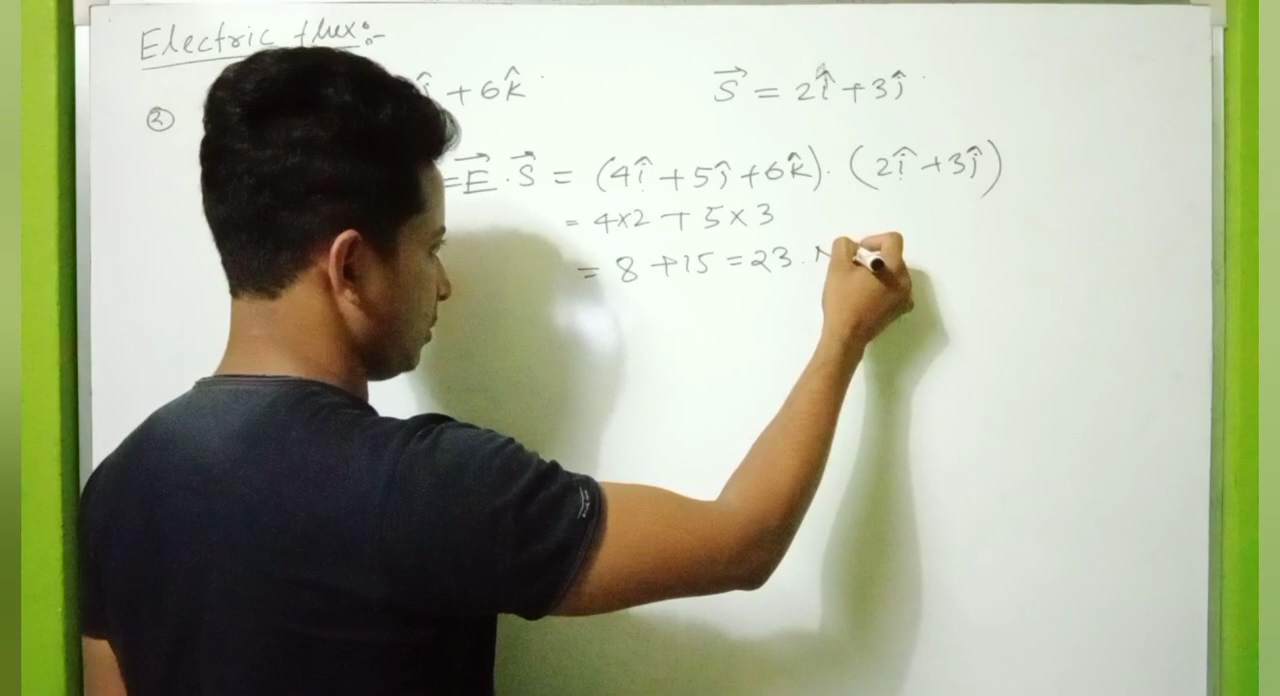 Electric flux:-
② ĵ + 6k̂ S⃗ = 2î + 3ĵ
= E⃗ . S⃗ = (4î + 5ĵ + 6k̂) . (2î + 3ĵ)
= 4×2 + 5×3
= 8 + 15 = 23. N